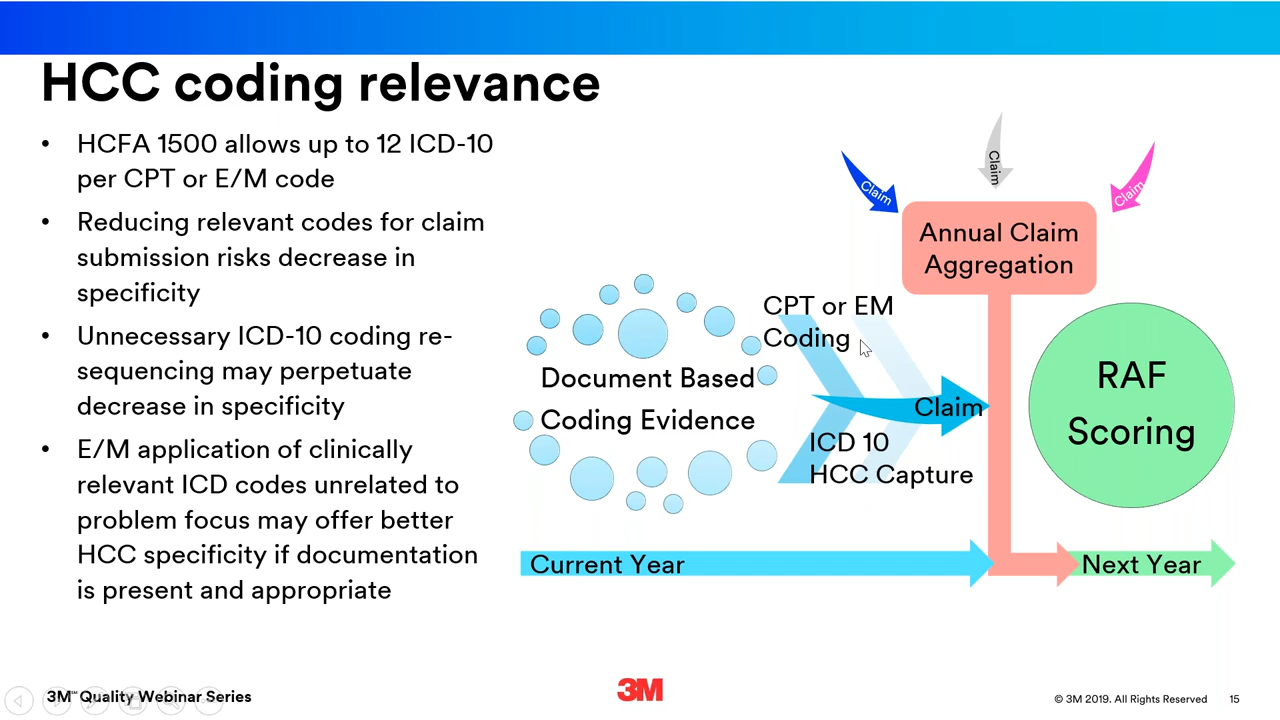 HCC coding relevance
• HCFA 1500 allows up to 12 ICD-10
per CPT or E/M code
• Reducing relevant codes for claim
submission risks decrease in
specificity
• Unnecessary ICD-10 coding re-
sequencing may perpetuate
decrease in specificity
• E/M application of clinically
relevant ICD codes unrelated to
problem focus may offer better
HCC specificity if documentation
is present and appropriate
Claim
Claim
Claim
Annual Claim
Aggregation
CPT or EM
Coding
Document Based
Coding Evidence
Claim
ICD 10
HCC Capture
RAF
Scoring
Current Year
Next Year
3M℠ Quality Webinar Series
3M
© 3M 2019. All Rights Reserved
15